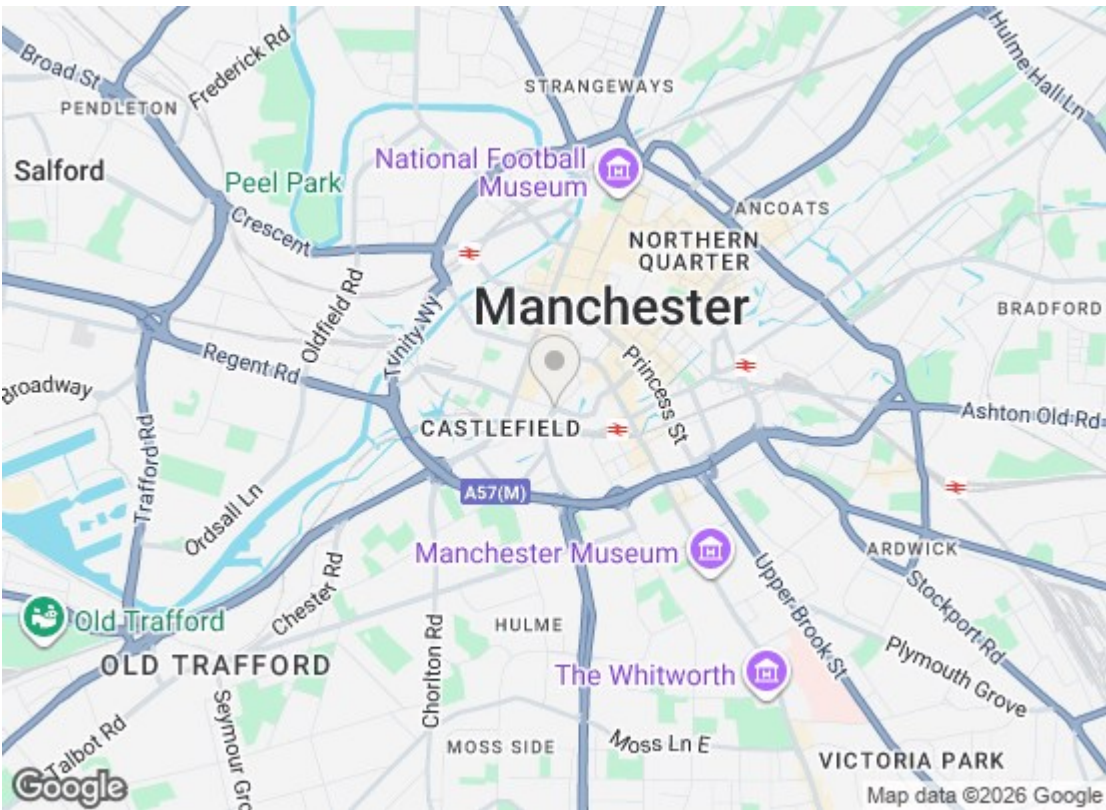 Broad St
Frederick Rd
STRANGEWAYS
Hulme Hall Ln
PENDLETON
National Football
Museum
Salford
Peel Park
Crescent
ANCOATS
NORTHERN
QUARTER
Manchester
BRADFORD
Oldfield Rd
Trinity Wy
Regent Rd
Princess St
Broadway
CASTLEFIELD
Ashton Old Rd
Trafford Rd
A57(M)
Ordsall Ln
Manchester Museum
ARDWICK
Chester Rd
Upper Brook St
Stockport Rd
Old Trafford
HULME
OLD TRAFFORD
Chorlton Rd
The Whitworth
Plymouth Grove
Seymour Gro
Talbot Rd
MOSS SIDE
Moss Ln E
VICTORIA PARK
Google
Map data ©2026 Google